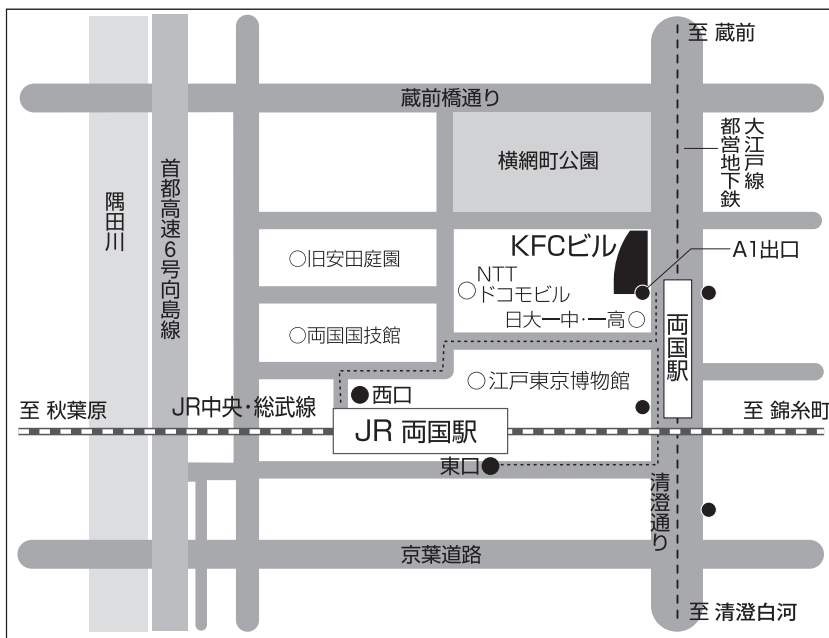 至 蔵前
蔵前橋通り
大江戸線
都営地下鉄
横網町公園
首都高速6号向島線
隅田川
KFCビル
A1出口
○旧安田庭園
○NTT
ドコモビル
日大一中・一高○
○両国国技館
両国駅
○江戸東京博物館
●西口
至 秋葉原
JR中央・総武線
至 錦糸町
JR 両国駅
東口●
清澄通り
京葉道路
至 清澄白河